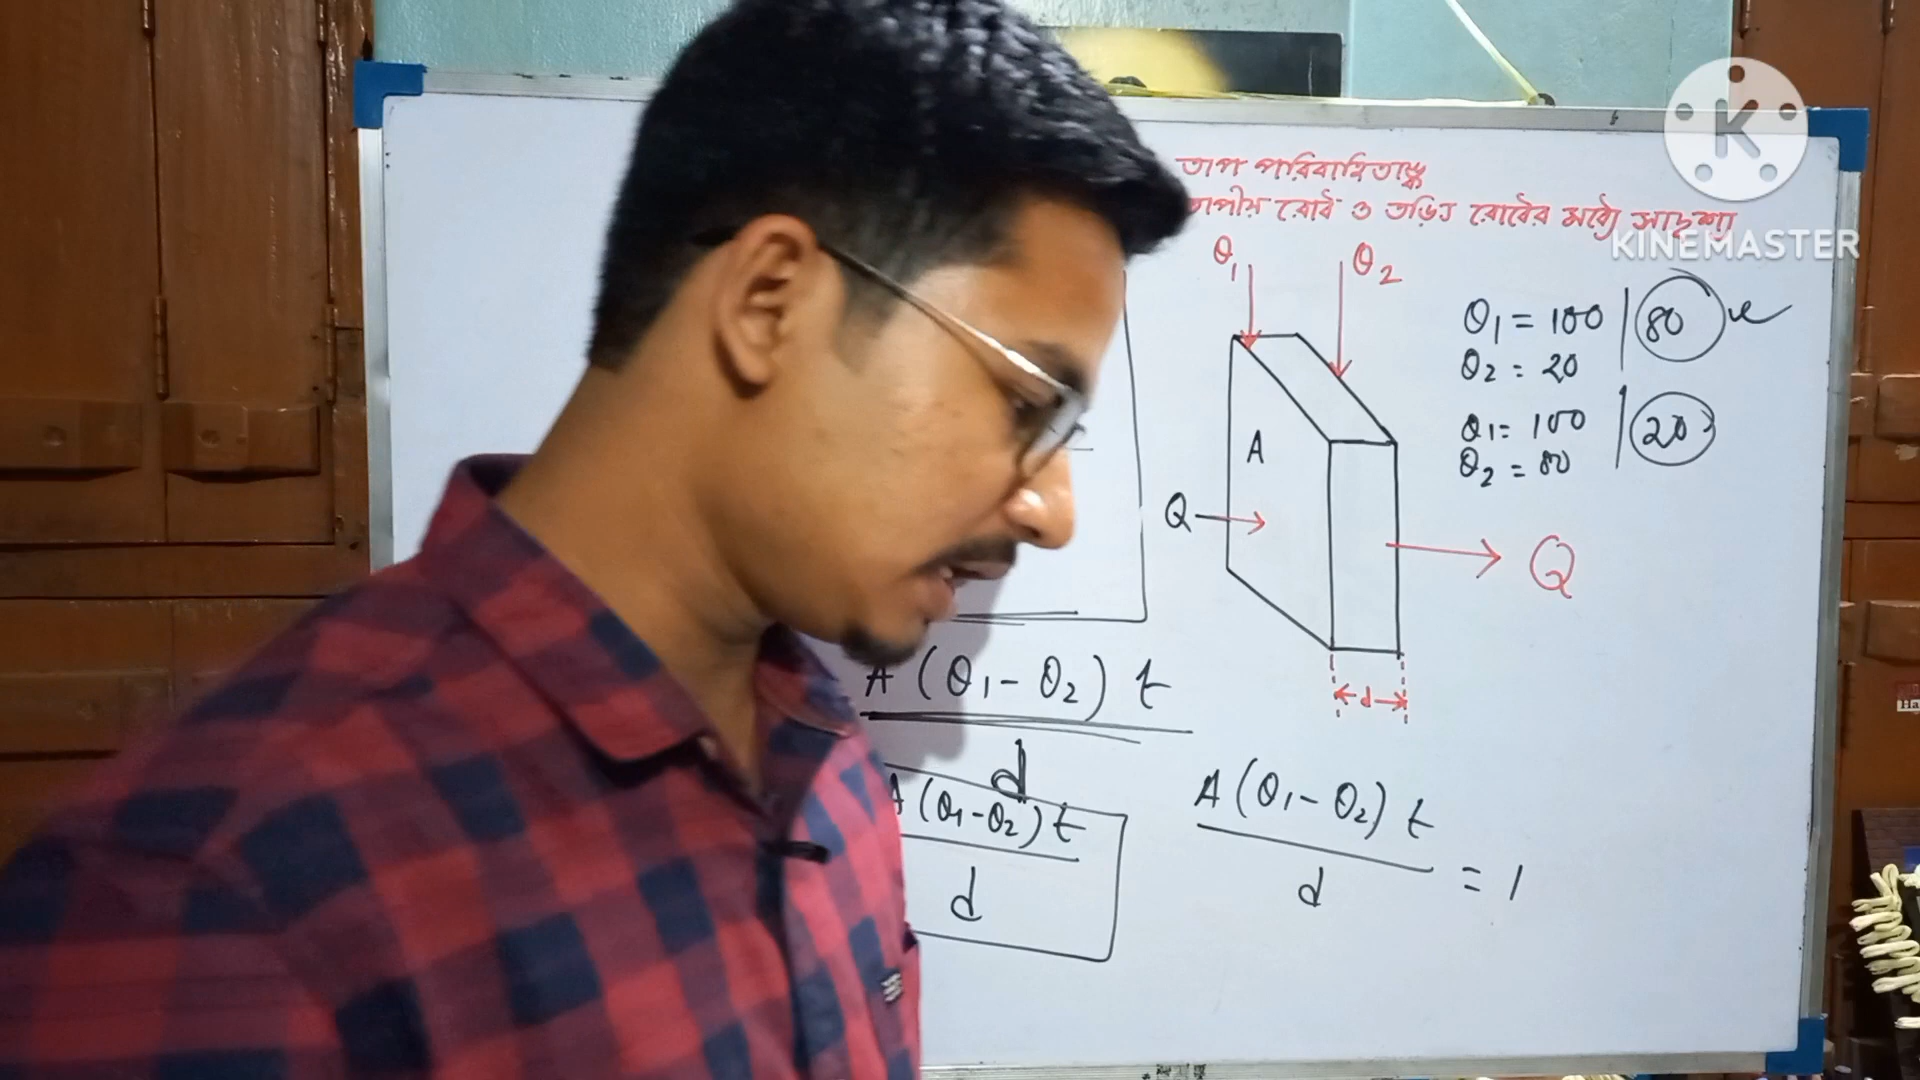 তাপ পরিবাহিতাঙ্ক
তাপীয় রোধ ও তড়িৎ রোধের মধ্যে সাদৃশ্য
K
KINEMASTER
θ1 θ2
θ1 = 100 | 80
θ2 = 20
θ1 = 100 | 20
θ2 = 80
A
Q
Q
d
A (θ1 - θ2) t
d
A (θ1 - θ2) t
d
A (θ1 - θ2) t
d
= 1